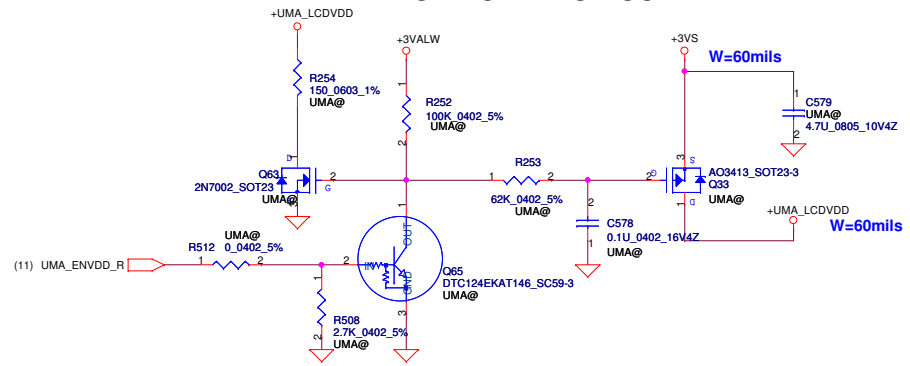 +UMA_LCDVDD
+3VALW
+3VS
W=60mils
R254
150_0603_1%
UMA@
1
R252
100K_0402_5%
UMA@
2
1
C579
UMA@
4.7U_0805_10V4Z
2
D
1
Q63
2N7002_SOT23
UMA@
2
G
R253
1
2
62K_0402_5%
UMA@
3
S
2
G
D
1
AO3413_SOT23-3
Q33
UMA@
2
C578
0.1U_0402_16V4Z
1
UMA@
+UMA_LCDVDD
W=60mils
UMA@
R512
0_0402_5%
1
2
(11) UMA_ENVDD_R
1
OUT
2
IN
GND
3
Q65
DTC124EKAT146_SC59-3
UMA@
1
R508
2.7K_0402_5%
2
UMA@